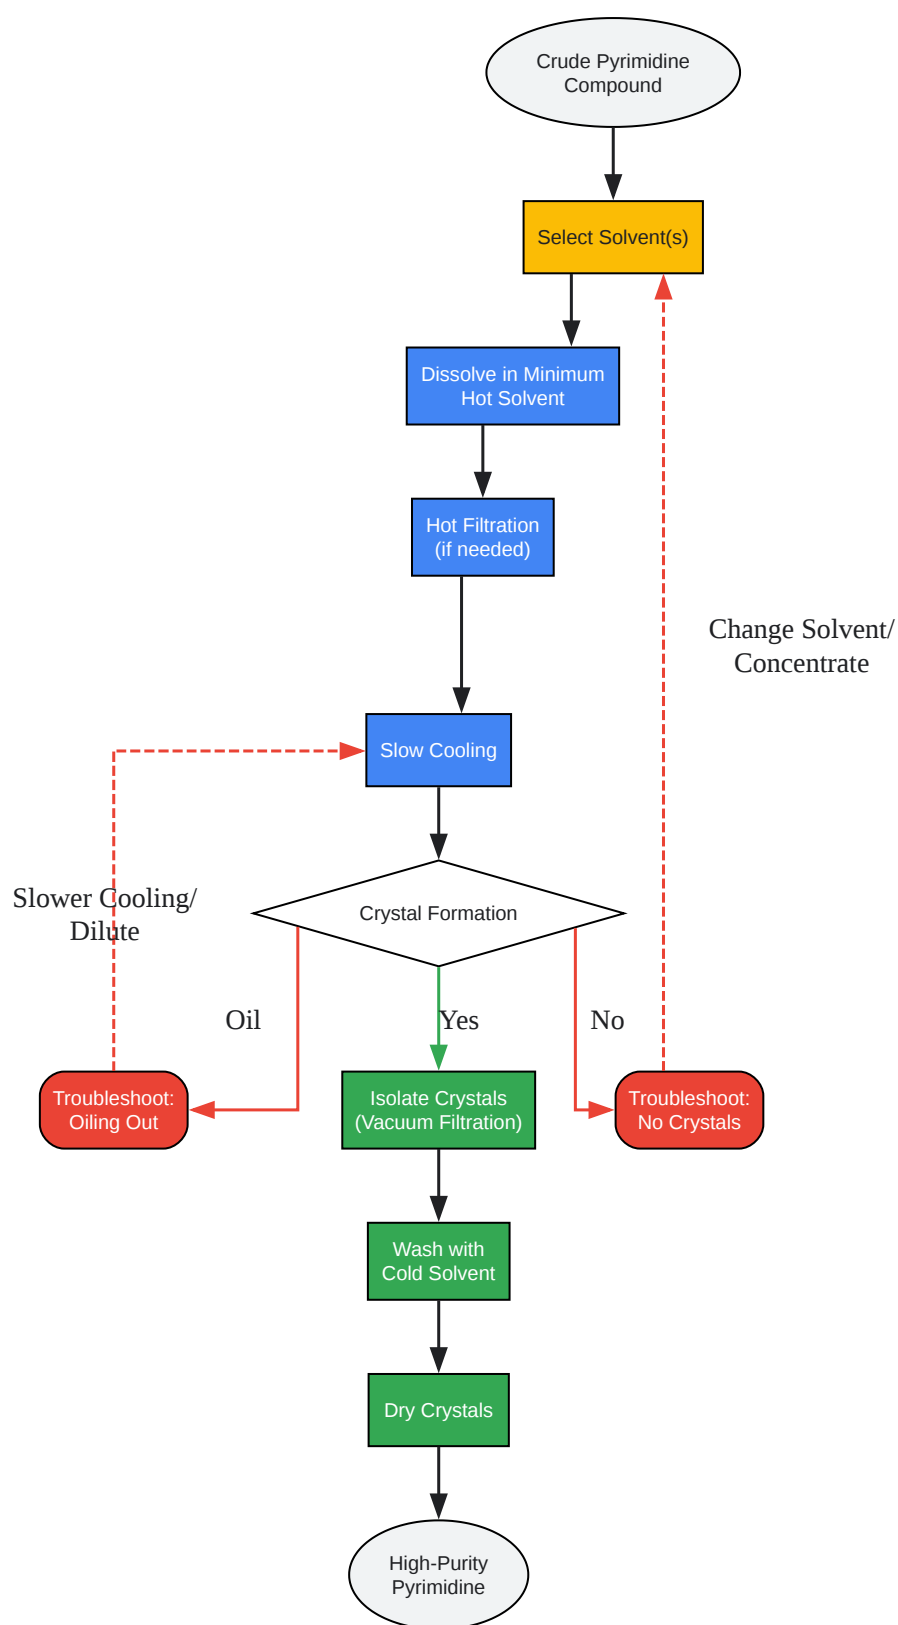 Crude Pyrimidine
Compound
Select Solvent(s)
Dissolve in Minimum
Hot Solvent
Hot Filtration
(if needed)
Change Solvent/
Concentrate
Slow Cooling
Slower Cooling/
Dilute
Crystal Formation
Oil
Yes
No
Troubleshoot:
Oiling Out
Isolate Crystals
(Vacuum Filtration)
Troubleshoot:
No Crystals
Wash with
Cold Solvent
Dry Crystals
High-Purity
Pyrimidine